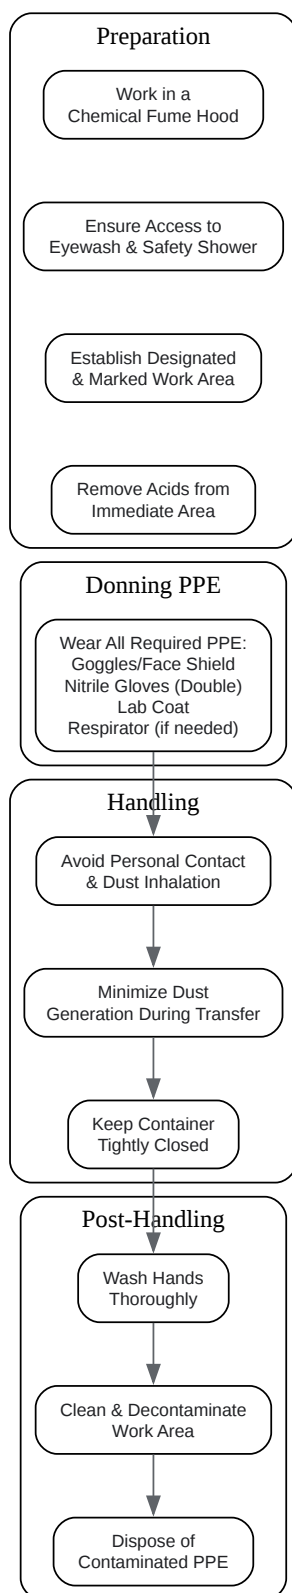 Preparation
Work in a
Chemical Fume Hood
Ensure Access to
Eyewash & Safety Shower
Establish Designated
& Marked Work Area
Remove Acids from
Immediate Area
Donning PPE
Wear All Required PPE:
Goggles/Face Shield
Nitrile Gloves (Double)
Lab Coat
Respirator (if needed)
Handling
Avoid Personal Contact
& Dust Inhalation
Minimize Dust
Generation During Transfer
Keep Container
Tightly Closed
Post-Handling
Wash Hands
Thoroughly
Clean & Decontaminate
Work Area
Dispose of
Contaminated PPE